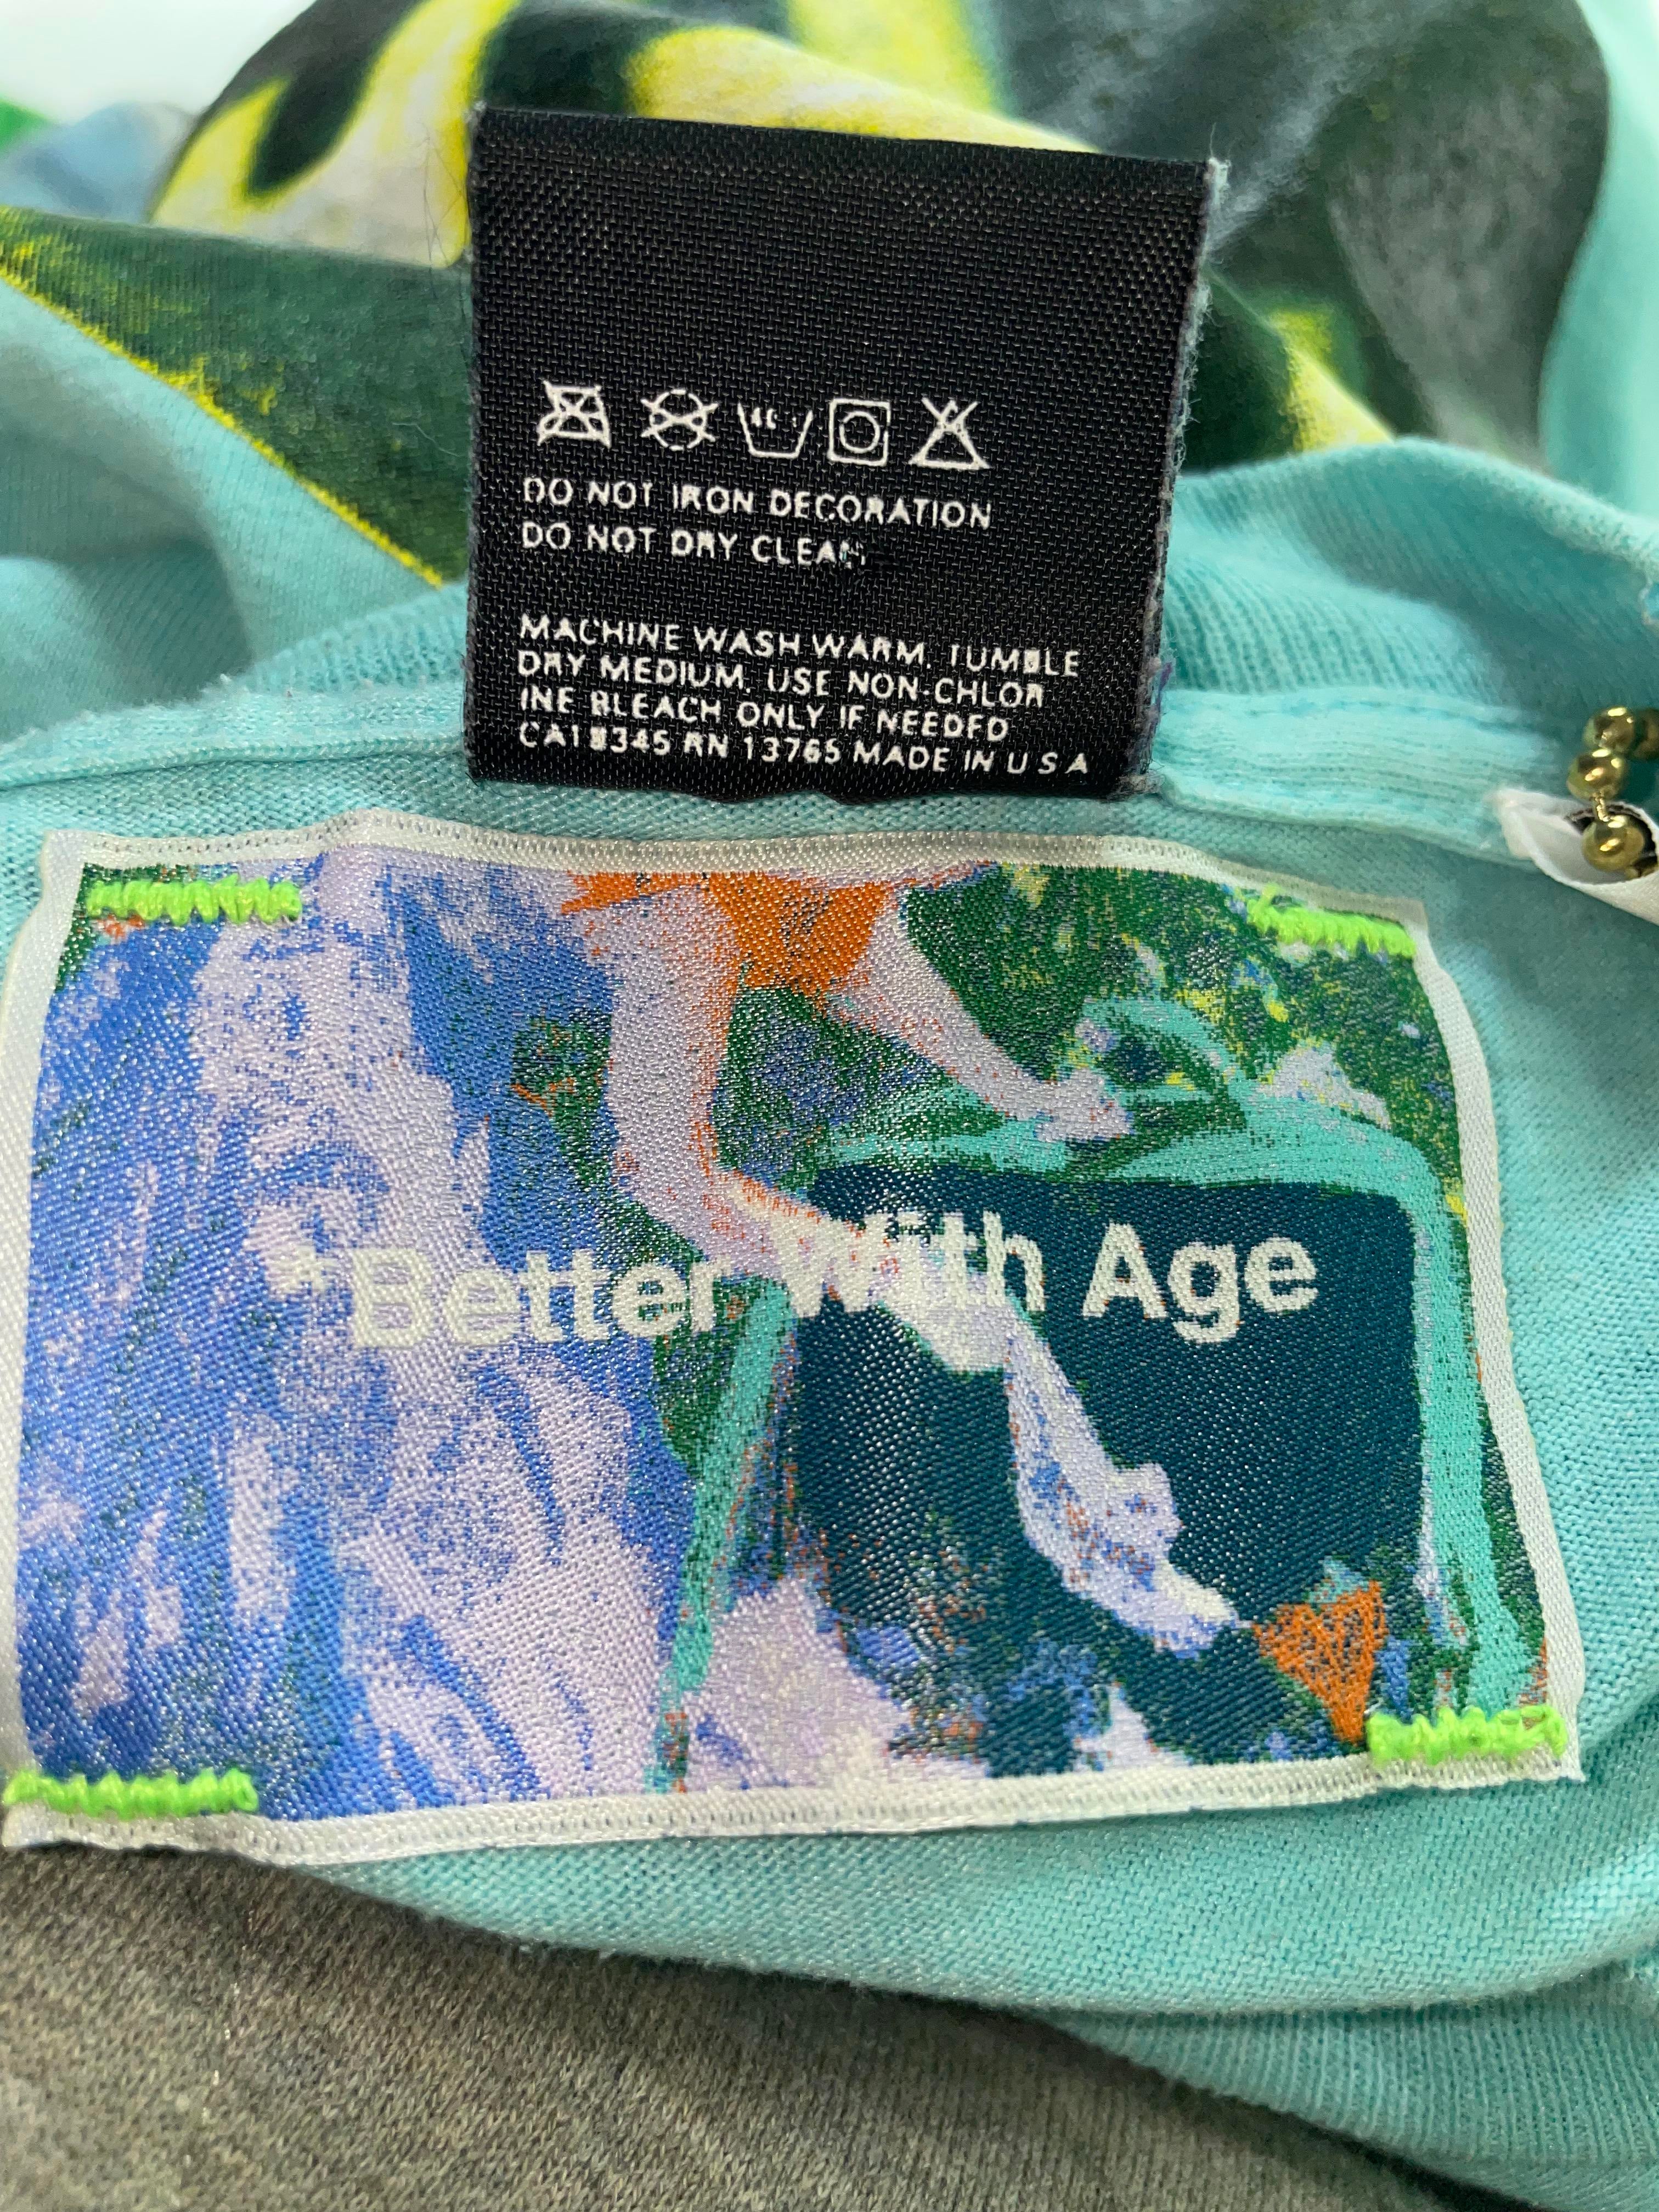 DO NOT IRON DECORATION
DO NOT DRY CLEAN
MACHINE WASH WARM. TUMBLE
DRY MEDIUM. USE NON-CHLOR
INE BLEACH ONLY IF NEEDED
RN 13765 MADE IN U S A
*Better With Age